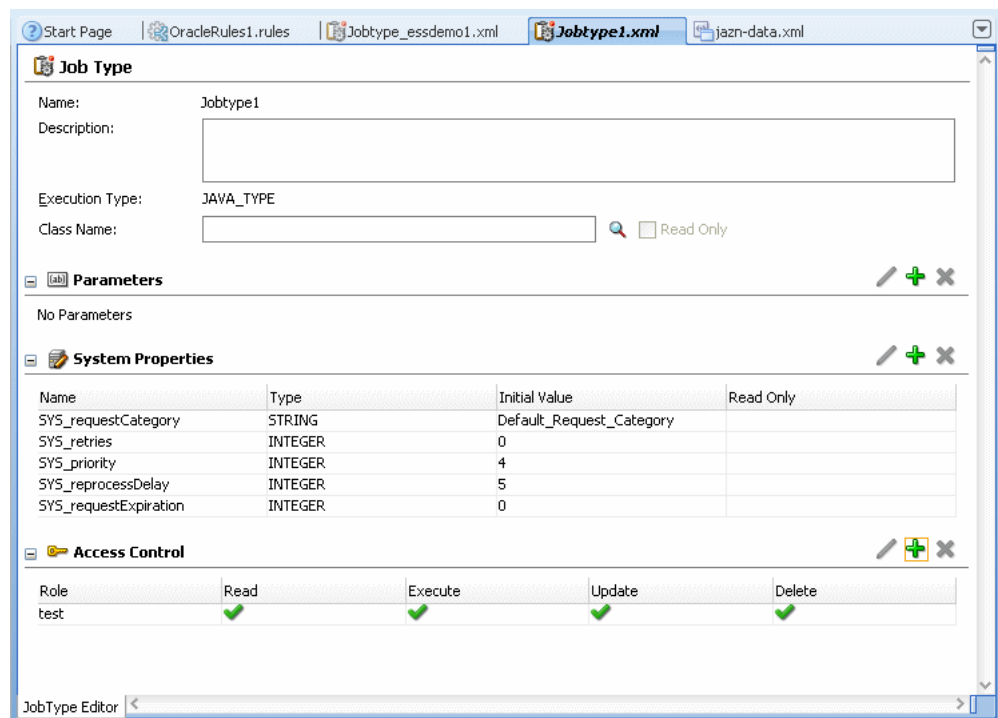 Start Page OracleRules1.rules Jobtype_essdemo1.xml Jobtype1.xml jazn-data.xml
Job Type
Name: Jobtype1
Description:
Execution Type: JAVA_TYPE
Class Name: Read Only
Parameters
No Parameters
System Properties
Name Type Initial Value Read Only
SYS_requestCategory STRING Default_Request_Category
SYS_retries INTEGER 0
SYS_priority INTEGER 4
SYS_reprocessDelay INTEGER 5
SYS_requestExpiration INTEGER 0
Access Control
Role Read Execute Update Delete
test
JobType Editor